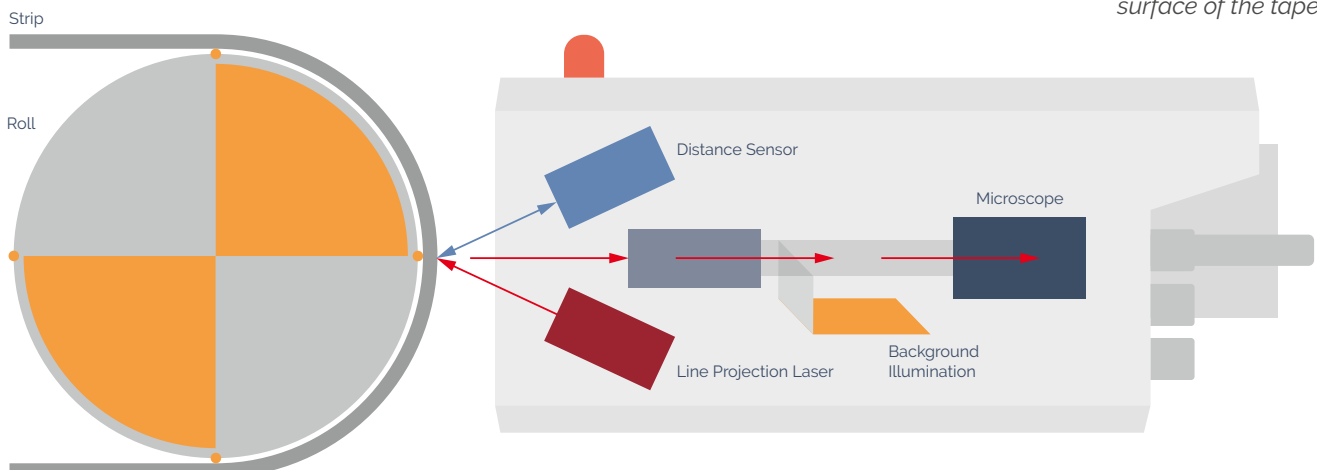 surface of the tape
Strip
Roll
Distance Sensor
Microscope
Line Projection Laser
Background
Illumination